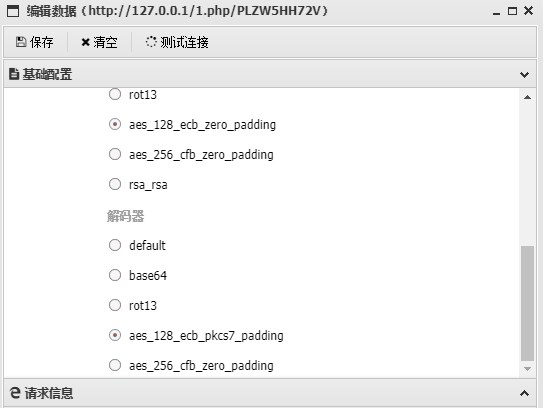 编辑数据(http://127.0.0.1/1.php/PLZW5HH72V)
保存 清空 测试连接
基础配置
rot13
aes_128_ecb_zero_padding
aes_256_cfb_zero_padding
rsa_rsa
解码器
default
base64
rot13
aes_128_ecb_pkcs7_padding
aes_256_cfb_zero_padding
请求信息